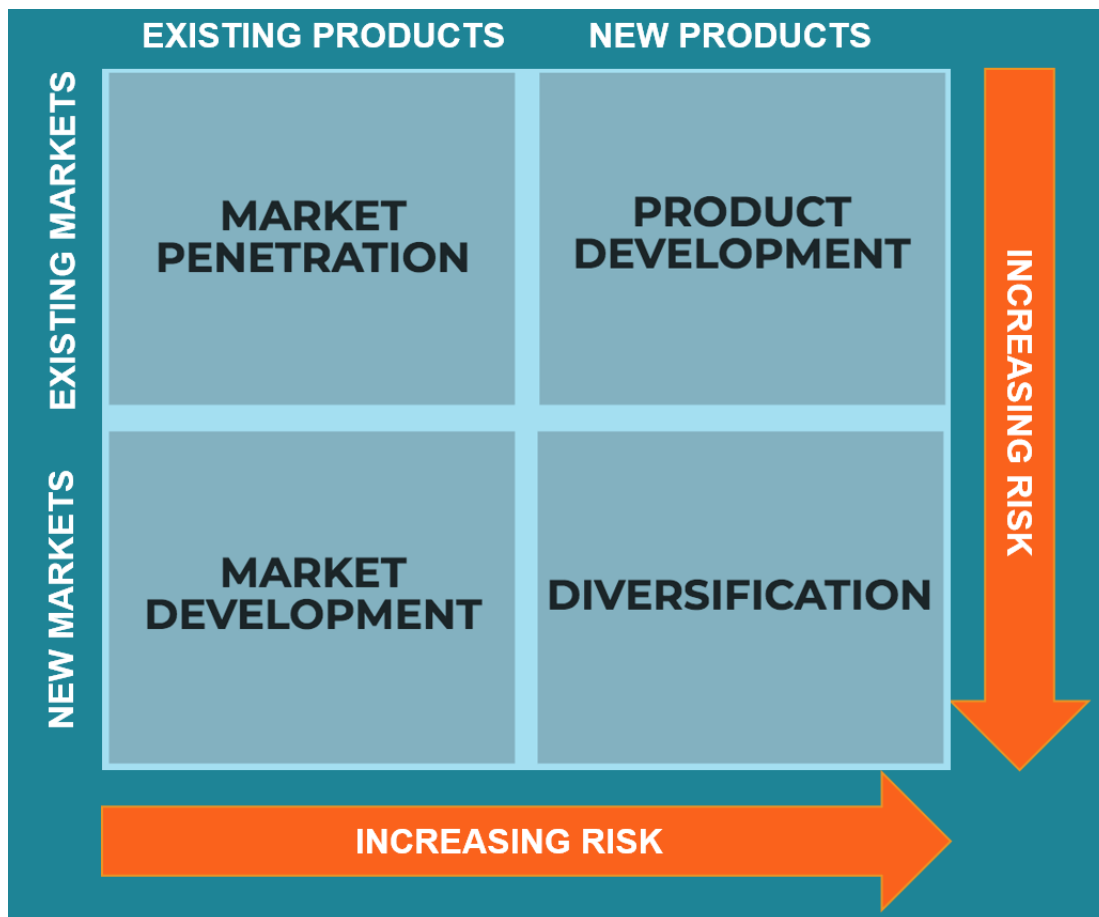 EXISTING PRODUCTS
NEW PRODUCTS
EXISTING MARKETS
MARKET
PENETRATION
PRODUCT
DEVELOPMENT
INCREASING RISK
NEW MARKETS
MARKET
DEVELOPMENT
DIVERSIFICATION
INCREASING RISK